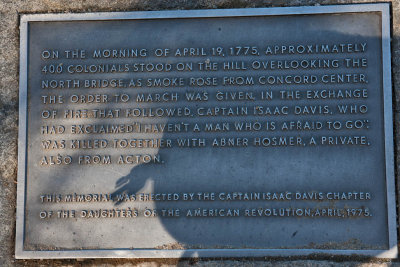 ON THE MORNING OF APRIL 19, 1775, APPROXIMATELY
400 COLONIALS STOOD ON THE HILL OVERLOOKING THE
NORTH BRIDGE. AS SMOKE ROSE FROM CONCORD CENTER,
THE ORDER TO MARCH WAS GIVEN. IN THE EXCHANGE
OF FIRE THAT FOLLOWED, CAPTAIN ISAAC DAVIS, WHO
HAD EXCLAIMED "I HAVEN'T A MAN WHO IS AFRAID TO GO"
WAS KILLED TOGETHER WITH ABNER HOSMER, A PRIVATE,
ALSO FROM ACTON.
THIS MEMORIAL WAS ERECTED BY THE CAPTAIN ISAAC DAVIS CHAPTER
OF THE DAUGHTERS OF THE AMERICAN REVOLUTION, APRIL, 1975.